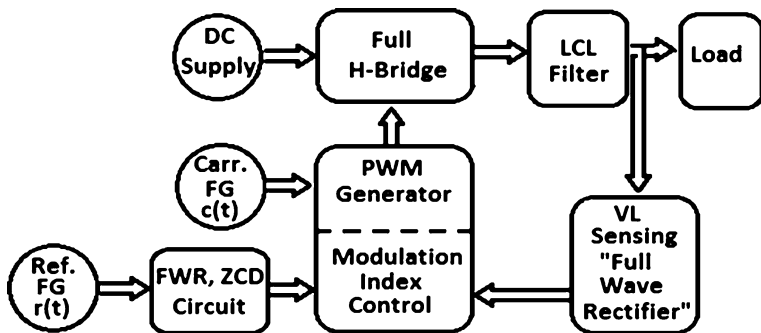 DC
Supply
Full
H-Bridge
LCL
Filter
Load
Carr.
FG
c(t)
PWM
Generator
Modulation
Index
Control
Ref.
FG
r(t)
FWR, ZCD
Circuit
VL
Sensing
"Full
Wave
Rectifier"